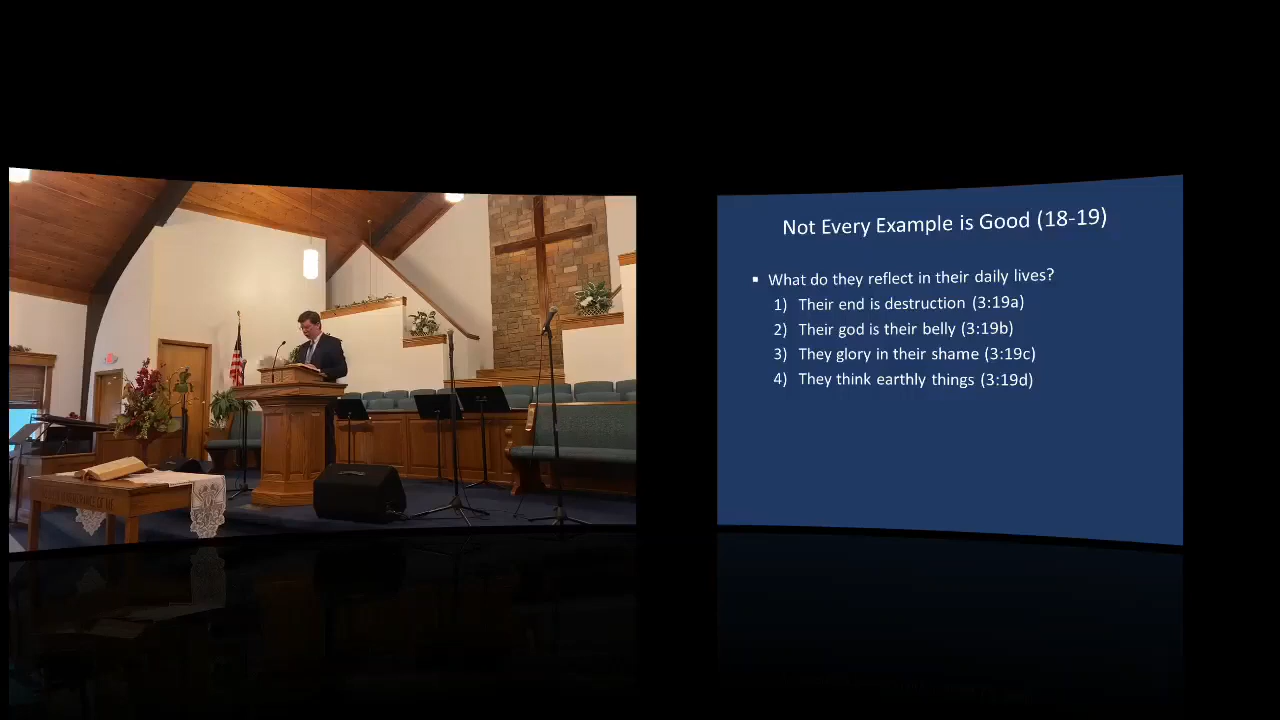 Not Every Example is Good (18-19)
▪ What do they reflect in their daily lives?
1) Their end is destruction (3:19a)
2) Their god is their belly (3:19b)
3) They glory in their shame (3:19c)
4) They think earthly things (3:19d)